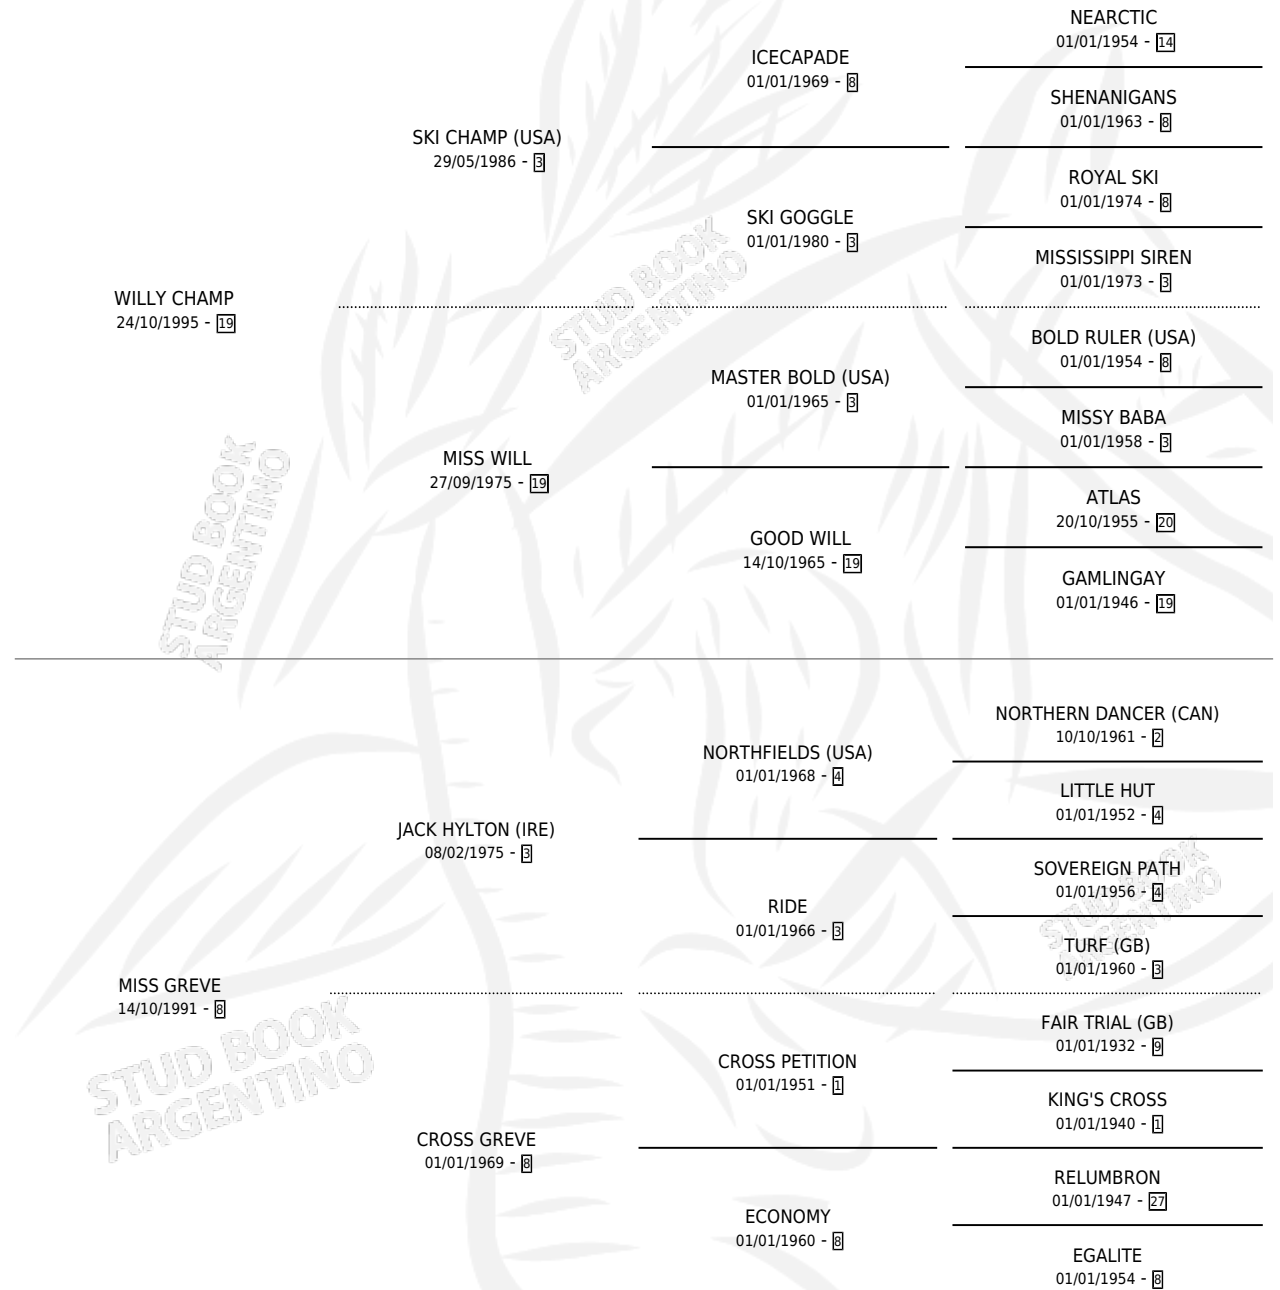 NEARCTIC
01/01/1954 - 14
ICECAPADE
01/01/1969 - 8
SHENANIGANS
01/01/1963 - 8
SKI CHAMP (USA)
29/05/1986 - 3
ROYAL SKI
01/01/1974 - 8
SKI GOGGLE
01/01/1980 - 3
MISSISSIPPI SIREN
01/01/1973 - 3
WILLY CHAMP
24/10/1995 - 19
STUD BOOK
ARGENTINO
BOLD RULER (USA)
01/01/1954 - 8
MASTER BOLD (USA)
01/01/1965 - 3
MISSY BABA
01/01/1958 - 3
MISS WILL
27/09/1975 - 19
ATLAS
20/10/1955 - 20
GOOD WILL
14/10/1965 - 19
GAMLINGAY
01/01/1946 - 19
STUD BOOK
ARGENTINO
NORTHERN DANCER (CAN)
10/10/1961 - 2
NORTHFIELDS (USA)
01/01/1968 - 4
LITTLE HUT
01/01/1952 - 4
JACK HYLTON (IRE)
08/02/1975 - 3
SOVEREIGN PATH
01/01/1956 - 4
RIDE
01/01/1966 - 3
STUD BOOK
ARGENTINO
TURF (GB)
01/01/1960 - 3
MISS GREVE
14/10/1991 - 8
FAIR TRIAL (GB)
01/01/1932 - 9
STUD BOOK
ARGENTINO
CROSS PETITION
01/01/1951 - 1
KING'S CROSS
01/01/1940 - 1
CROSS GREVE
01/01/1969 - 8
RELUMBRON
01/01/1947 - 27
ECONOMY
01/01/1960 - 8
EGALITE
01/01/1954 - 8